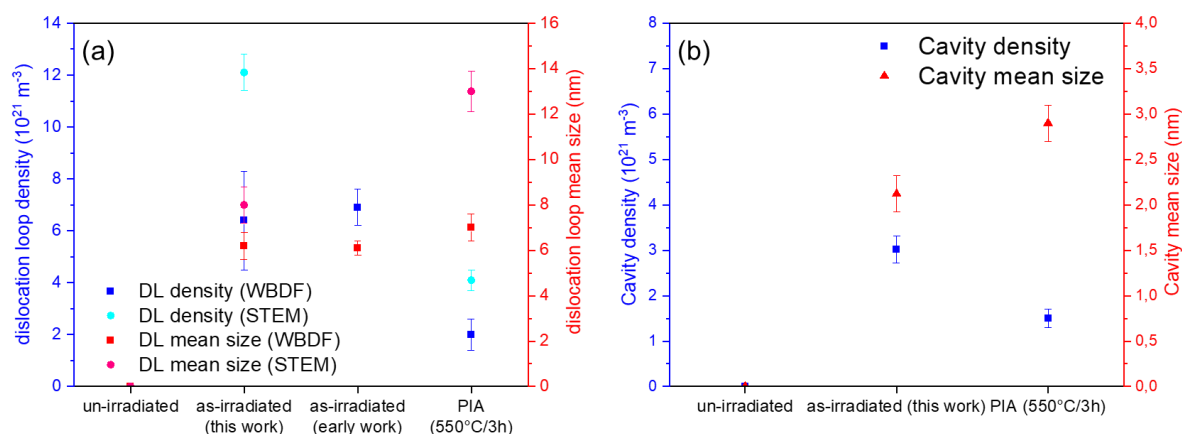 (a)
dislocation loop density (10²¹ m⁻³)
14
12
10
8
6
4
2
0
DL density (WBDF)
DL density (STEM)
DL mean size (WBDF)
DL mean size (STEM)
un-irradiated
as-irradiated
(this work)
as-irradiated
(early work)
PIA
(550°C/3h)
16
14
12
10
8
6
4
2
0
dislocation loop mean size (nm)
(b)
Cavity density (10²¹ m⁻³)
8
7
6
5
4
3
2
1
0
Cavity density
Cavity mean size
un-irradiated
as-irradiated (this work)
PIA (550°C/3h)
4,0
3,5
3,0
2,5
2,0
1,5
1,0
0,5
0,0
Cavity mean size (nm)